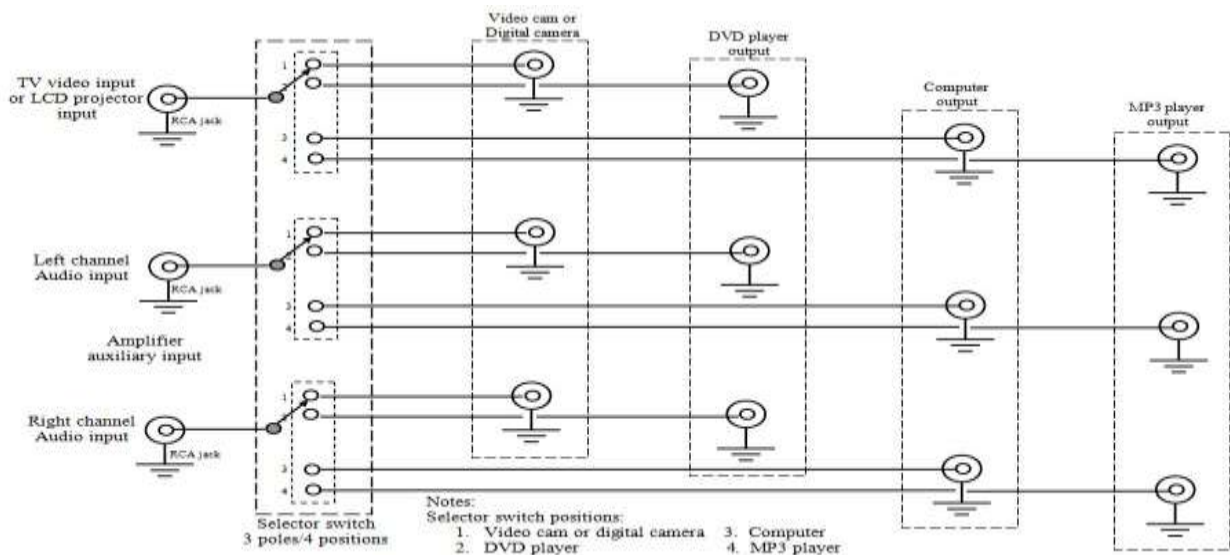 Video cam or
Digital camera
DVD player
output
Computer
output
MP3 player
output
TV video input
or LCD projector
input
RCA jack
1
3
4
Left channel
Audio input
RCA jack
1
3
4
Amplifier
auxiliary input
Right channel
Audio input
RCA jack
1
3
4
Selector switch
3 poles/4 positions
Notes:
Selector switch positions:
1. Video cam or digital camera
2. DVD player
3. Computer
4. MP3 player